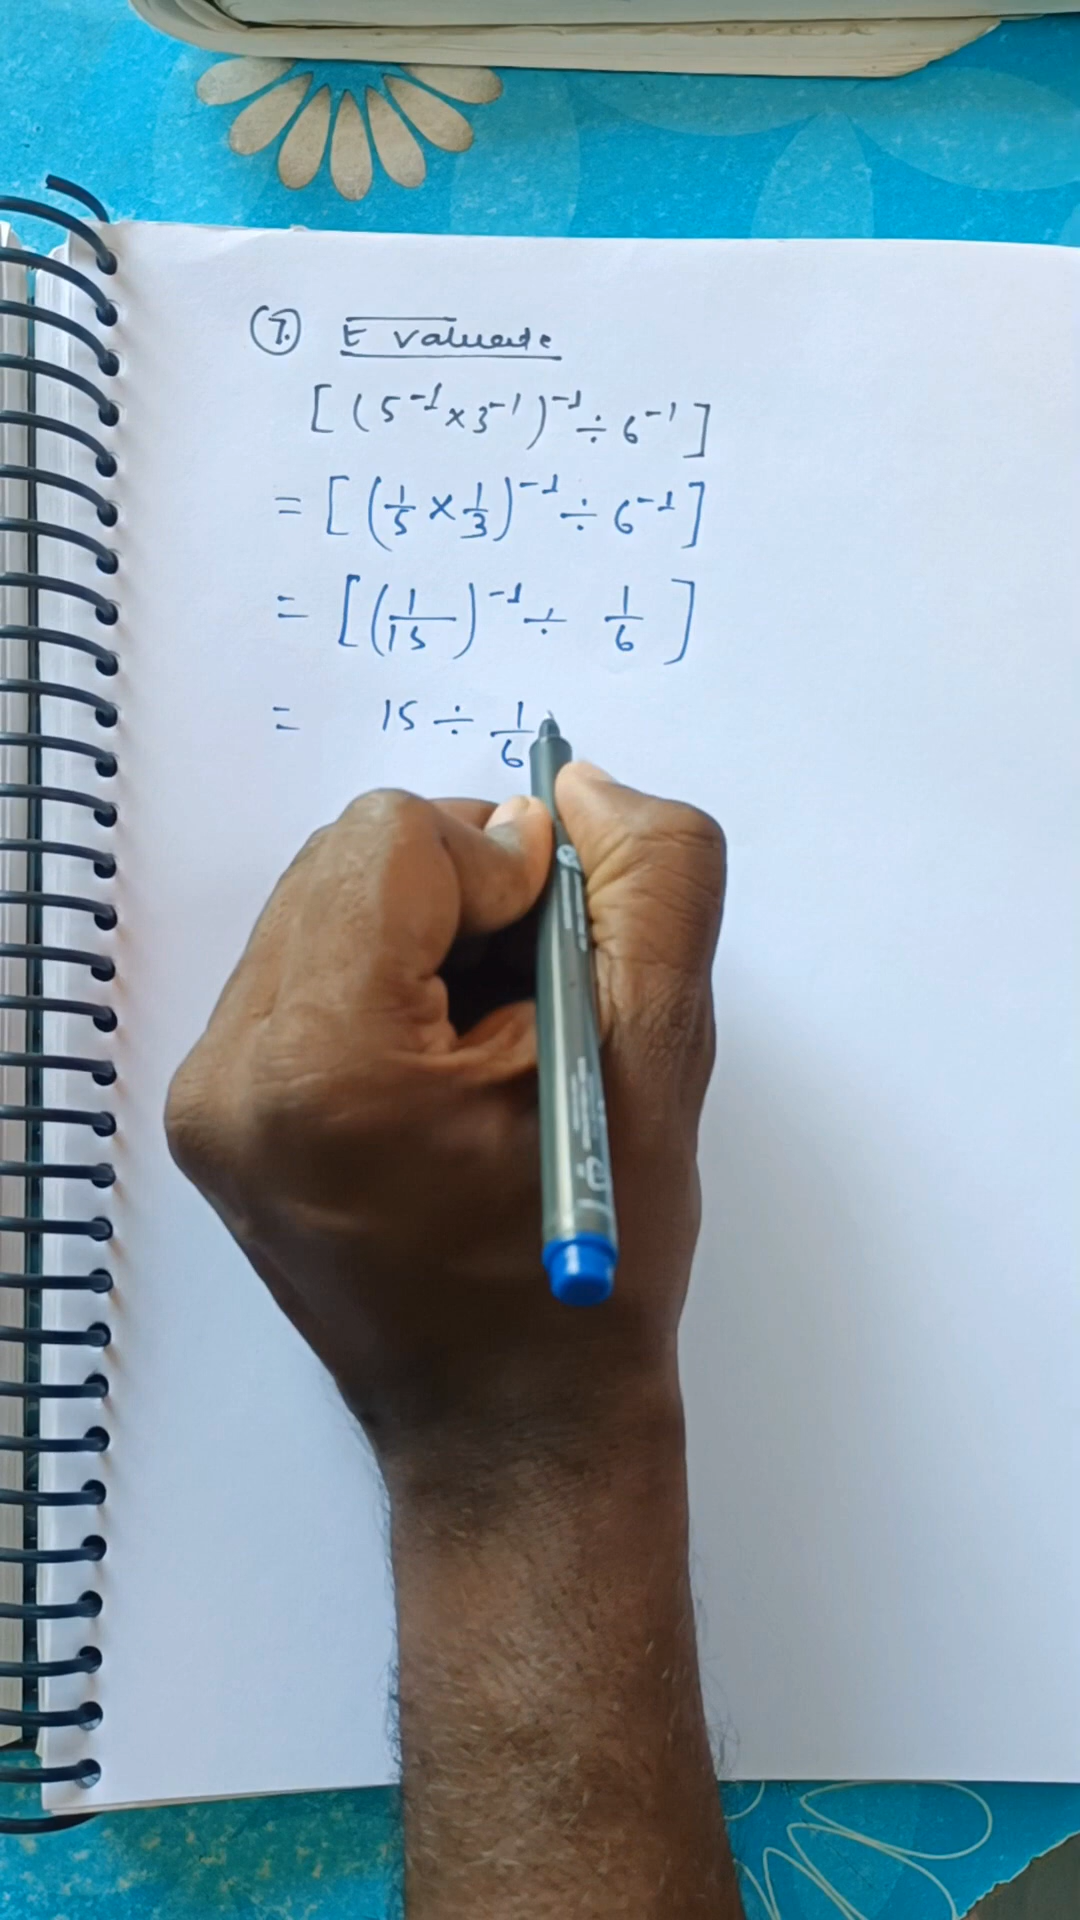 7. Evaluate
[(5⁻¹×3⁻¹)⁻¹÷6⁻¹]
= [(1/5×1/3)⁻¹÷6⁻¹]
= [(1/15)⁻¹÷ 1/6]
= 15÷1/6